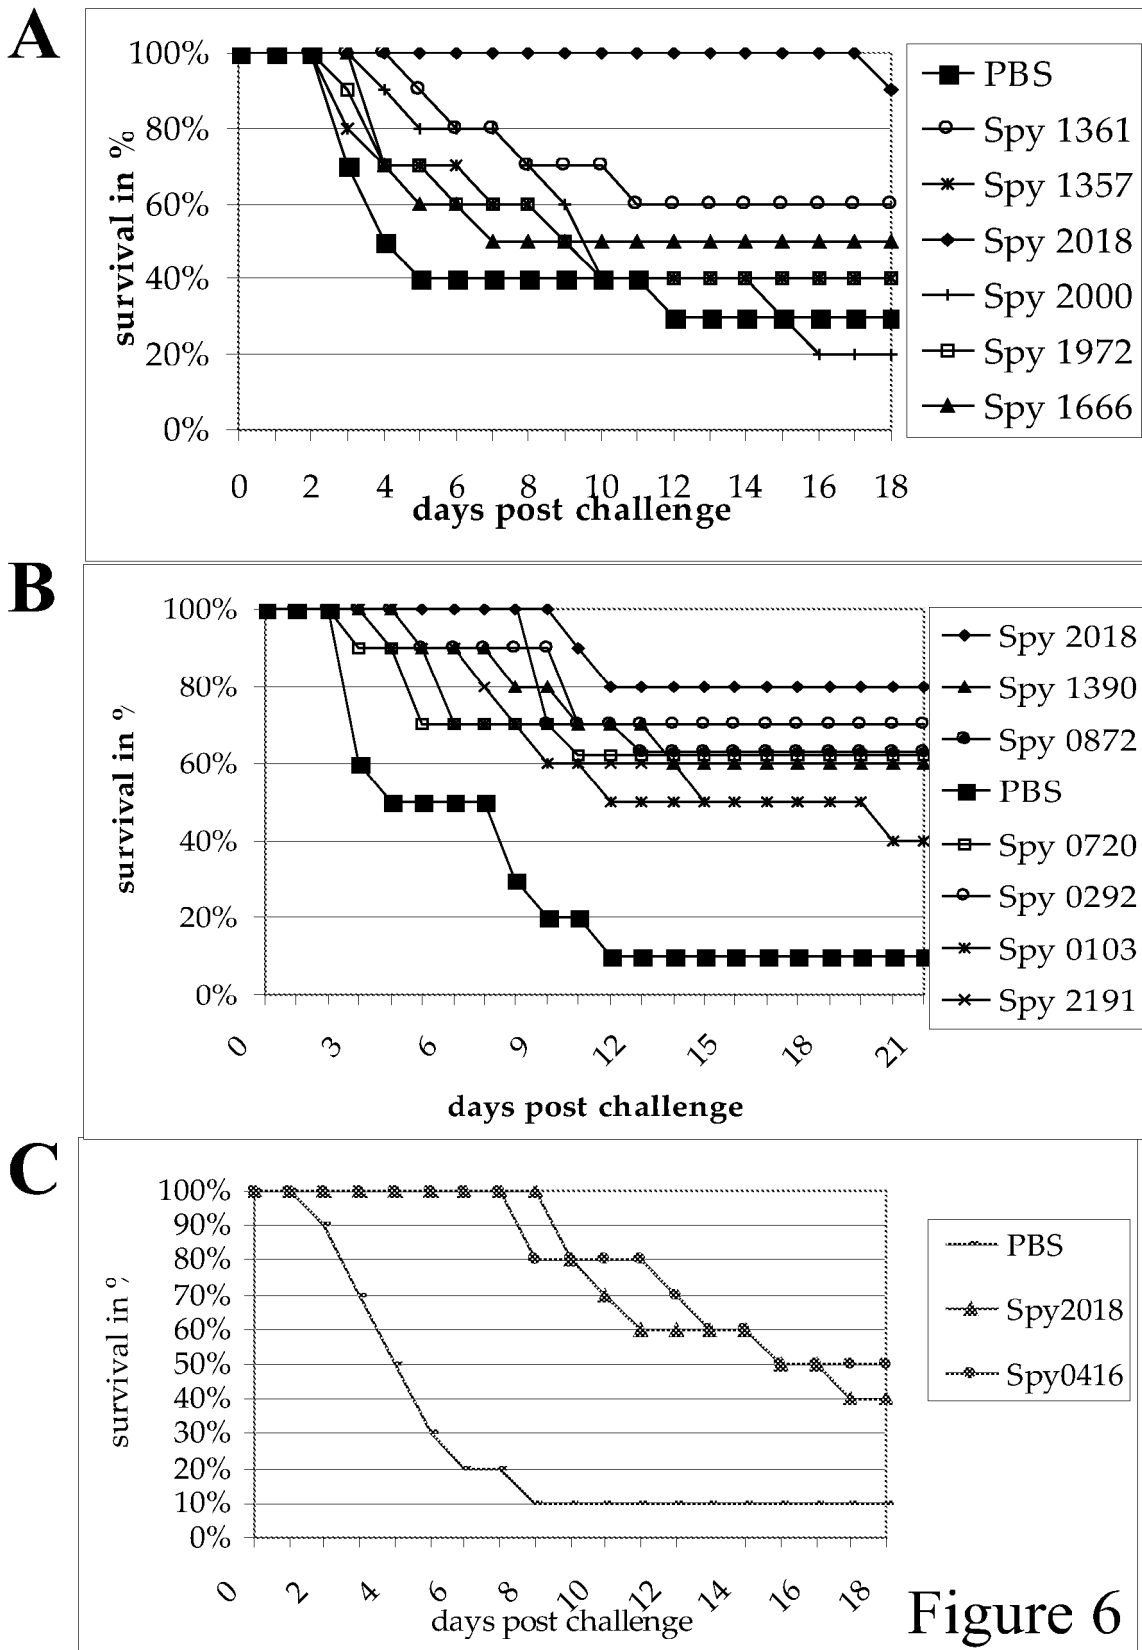 A
100%
80%
60%
40%
20%
0%
survival in %
0 2 4 6 8 10 12 14 16 18
days post challenge
PBS
Spy 1361
Spy 1357
Spy 2018
Spy 2000
Spy 1972
Spy 1666
B
100%
80%
60%
40%
20%
0%
survival in %
0 3 6 9 12 15 18 21
days post challenge
Spy 2018
Spy 1390
Spy 0872
PBS
Spy 0720
Spy 0292
Spy 0103
Spy 2191
C
100%
90%
80%
70%
60%
50%
40%
30%
20%
10%
0%
survival in %
0 2 4 6 8 10 12 14 16 18
days post challenge
PBS
Spy2018
Spy0416
Figure 6